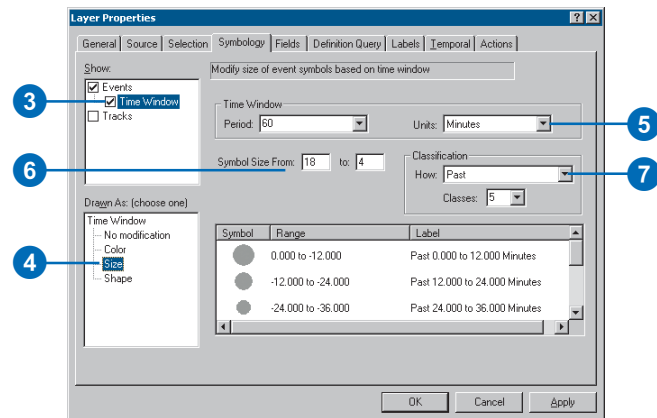 Layer Properties
General Source Selection Symbology Fields Definition Query Labels Temporal Actions
Show:
Modify size of event symbols based on time window
Events
Time Window
Tracks
3
Time Window
Period: 60
Units: Minutes
5
6
Symbol Size From: 18 to: 4
Classification
How: Past
7
Classes: 5
Drawn As: (choose one)
Time Window
No modification
Color
Size
Shape
4
Symbol Range Label
0.000 to -12.000 Past 0.000 to 12.000 Minutes
-12.000 to -24.000 Past 12.000 to 24.000 Minutes
-24.000 to -36.000 Past 24.000 to 36.000 Minutes
OK Cancel Apply